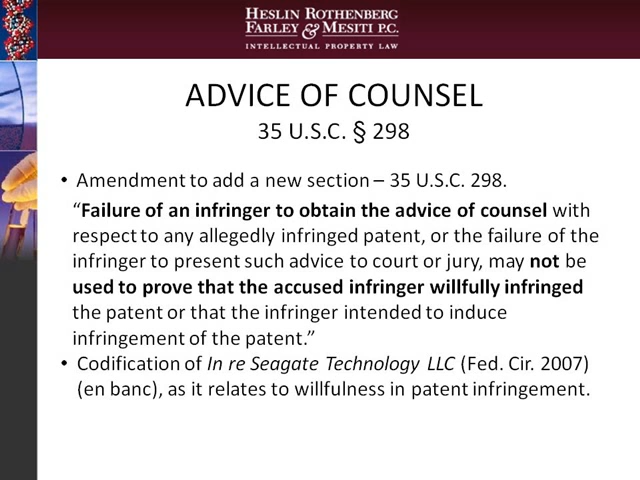 HESLIN ROTHENBERG
FARLEY & MESITI P.C.
INTELLECTUAL PROPERTY LAW
ADVICE OF COUNSEL
35 U.S.C. § 298
• Amendment to add a new section – 35 U.S.C. 298.
“Failure of an infringer to obtain the advice of counsel with
respect to any allegedly infringed patent, or the failure of the
infringer to present such advice to court or jury, may not be
used to prove that the accused infringer willfully infringed
the patent or that the infringer intended to induce
infringement of the patent.”
• Codification of In re Seagate Technology LLC (Fed. Cir. 2007)
(en banc), as it relates to willfulness in patent infringement.